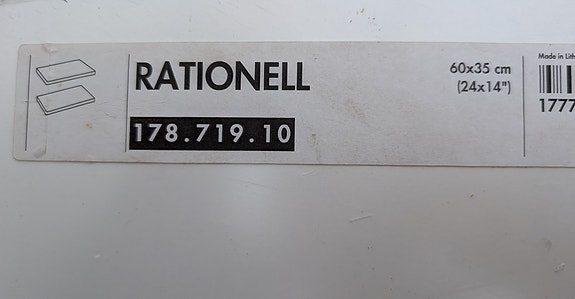 RATIONELL
178.719.10
60x35 cm
(24x14")
Made in Lith
1777